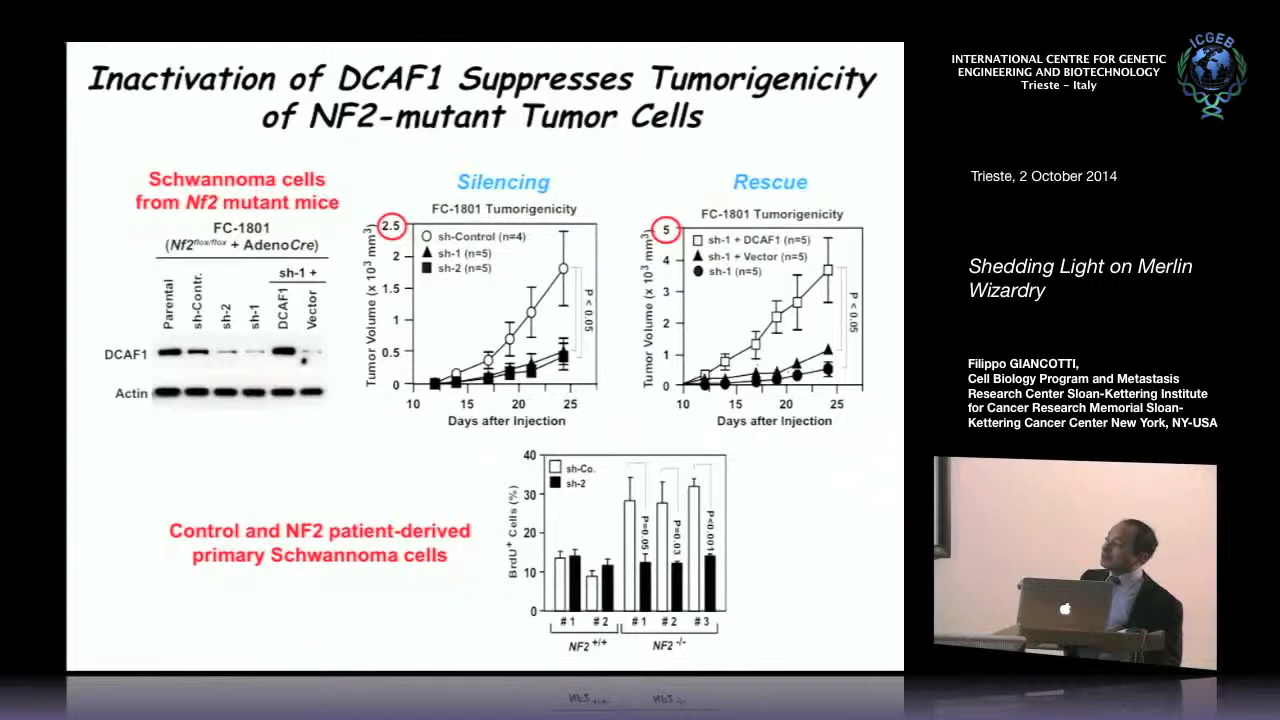 Inactivation of DCAF1 Suppresses Tumorigenicity
of NF2-mutant Tumor Cells
Schwannoma cells
from Nf2 mutant mice
FC-1801
(Nf2flox/flox + AdenoCre)
sh-1 +
Parental
sh-Contr.
sh-2
sh-1
DCAF1
Vector
DCAF1
Actin
Silencing
FC-1801 Tumorigenicity
sh-Control (n=4)
sh-1 (n=5)
sh-2 (n=5)
Tumor Volume (x 10³ mm³)
2.5
2
1.5
1
0.5
0
P < 0.05
10 15 20 25
Days after Injection
Rescue
FC-1801 Tumorigenicity
sh-1 + DCAF1 (n=5)
sh-1 + Vector (n=5)
sh-1 (n=5)
Tumor Volume (x 10³ mm³)
5
4
3
2
1
0
P < 0.05
10 15 20 25
Days after Injection
Control and NF2 patient-derived
primary Schwannoma cells
BrdU⁺ Cells (%)
40
30
20
10
0
sh-Co.
sh-2
P=0.05
P=0.03
P<0.001
#1 #2 #1 #2 #3
NF2 +/+ NF2 -/-
ICGEB
INTERNATIONAL CENTRE FOR GENETIC
ENGINEERING AND BIOTECHNOLOGY
Trieste - Italy
Trieste, 2 October 2014
Shedding Light on Merlin
Wizardry
Filippo GIANCOTTI,
Cell Biology Program and Metastasis
Research Center Sloan-Kettering Institute
for Cancer Research Memorial Sloan-
Kettering Cancer Center New York, NY-USA